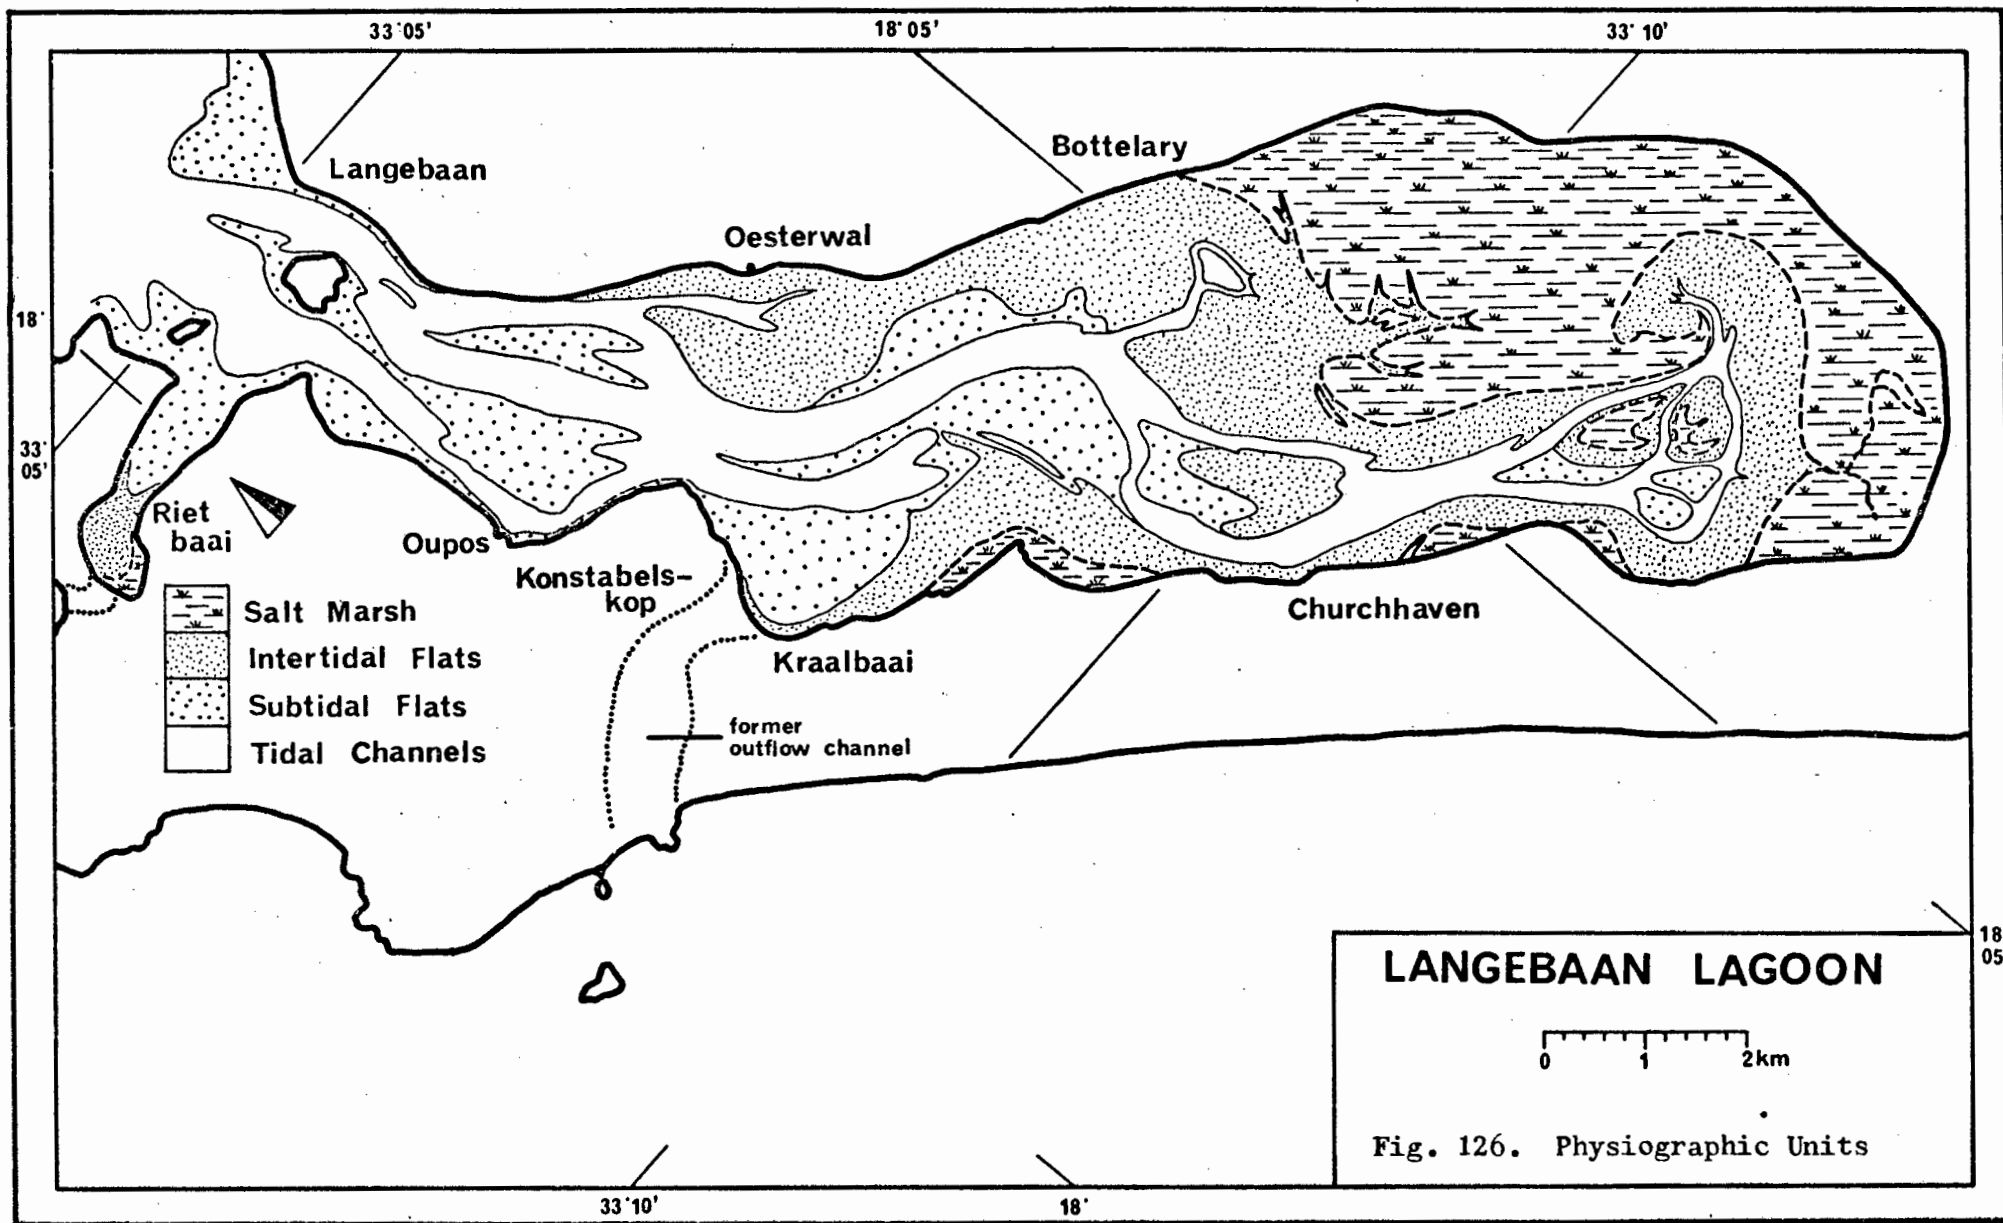 33°05'
18°05'
33°10'
Langebaan
Bottelary
Oesterwal
18°
33°
05'
Riet
baai
Oupos
Konstabels-
kop
Kraalbaai
Churchhaven
Salt Marsh
Intertidal Flats
Subtidal Flats
Tidal Channels
former
outflow channel
18
05
LANGEBAAN LAGOON
0 1 2km
Fig. 126. Physiographic Units
33°10'
18°